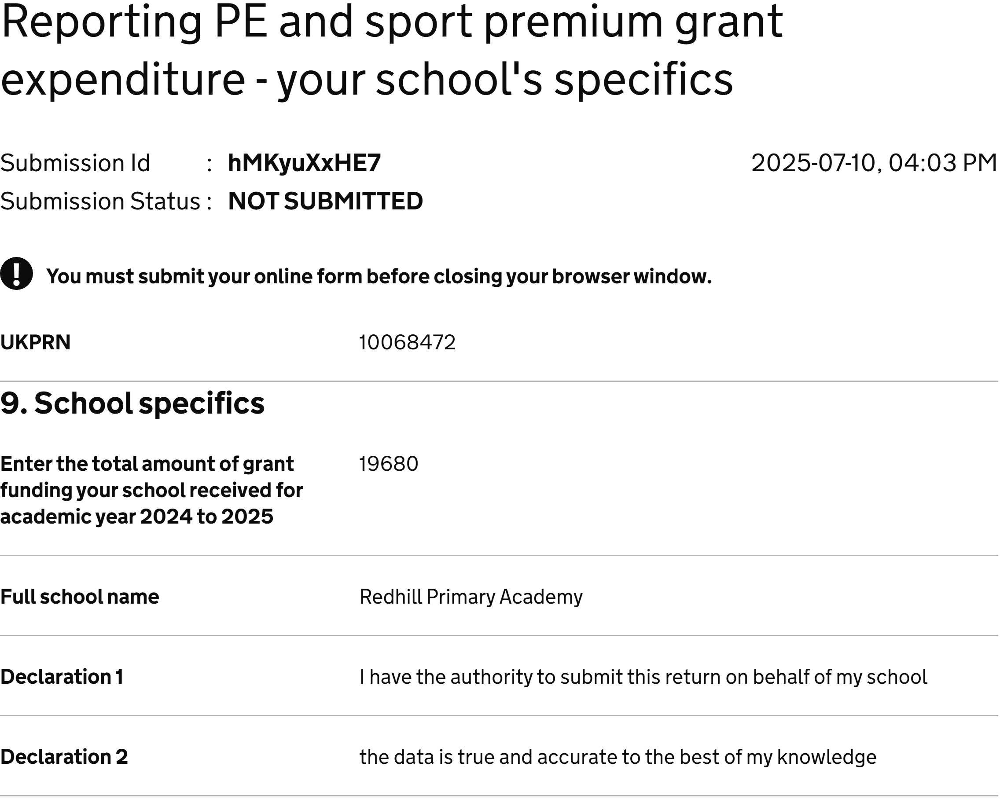 Reporting PE and sport premium grant
expenditure - your school's specifics
Submission Id : hMKyuXxHE7 2025-07-10, 04:03 PM
Submission Status : NOT SUBMITTED
! You must submit your online form before closing your browser window.
UKPRN 10068472
9. School specifics
Enter the total amount of grant 19680
funding your school received for
academic year 2024 to 2025
Full school name Redhill Primary Academy
Declaration 1 I have the authority to submit this return on behalf of my school
Declaration 2 the data is true and accurate to the best of my knowledge